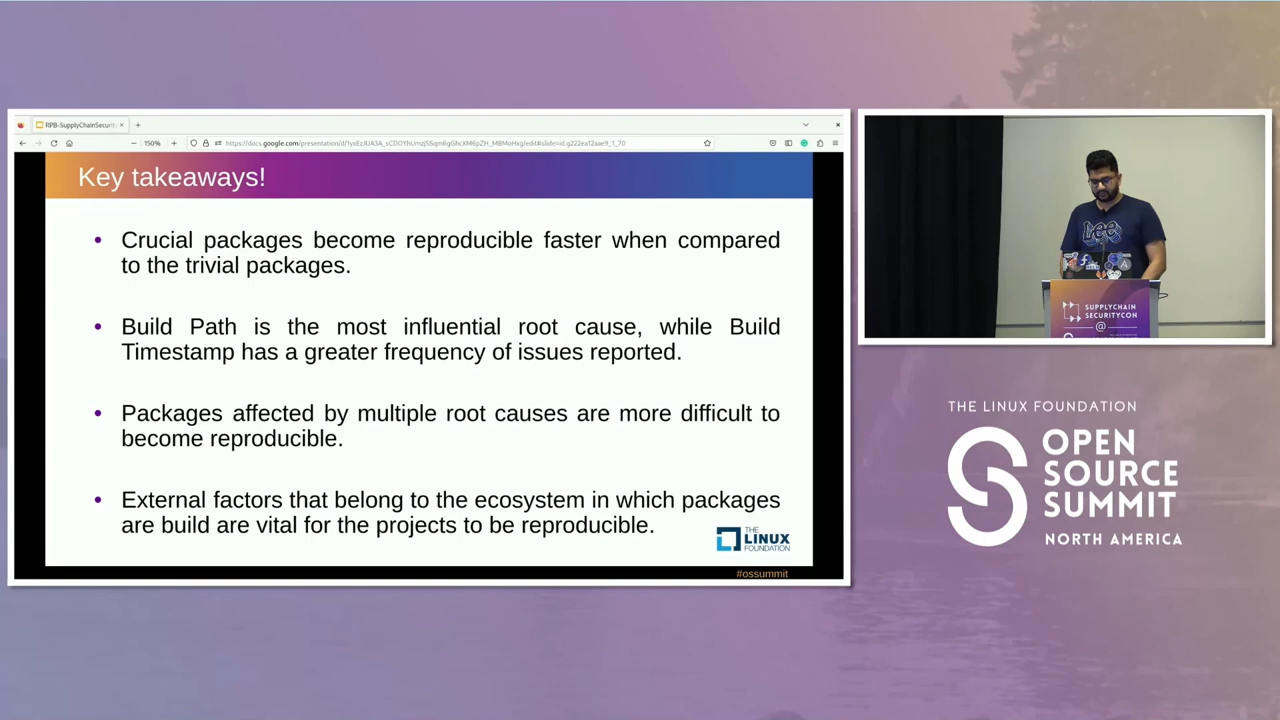 RPB-SupplyChainSecurit
150%
Key takeaways!
• Crucial packages become reproducible faster when compared
to the trivial packages.
• Build Path is the most influential root cause, while Build
Timestamp has a greater frequency of issues reported.
• Packages affected by multiple root causes are more difficult to
become reproducible.
• External factors that belong to the ecosystem in which packages
are build are vital for the projects to be reproducible.
THE
LINUX
FOUNDATION
#ossummit
SUPPLYCHAIN
SECURITYCON
@
THE LINUX FOUNDATION
OPEN
SOURCE
SUMMIT
NORTH AMERICA